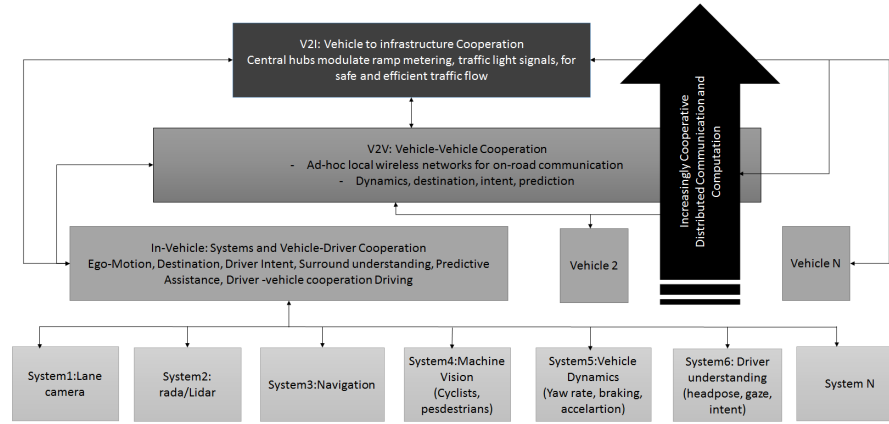 V2I: Vehicle to infrastructure Cooperation
Central hubs modulate ramp metering, traffic light signals, for
safe and efficient traffic flow
V2V: Vehicle-Vehicle Cooperation
- Ad-hoc local wireless networks for on-road communication
- Dynamics, destination, intent, prediction
Increasingly Cooperative
Distributed Communication and
Computation
In-Vehicle: Systems and Vehicle-Driver Cooperation
Ego-Motion, Destination, Driver Intent, Surround understanding, Predictive
Assistance, Driver -vehicle cooperation Driving
Vehicle 2
Vehicle N
System1:Lane
camera
System2:
rada/Lidar
System3:Navigation
System4:Machine
Vision
(Cyclists,
pesdestrians)
System5:Vehicle
Dynamics
(Yaw rate, braking,
accelartion)
System6: Driver
understanding
(headpose, gaze,
intent)
System N